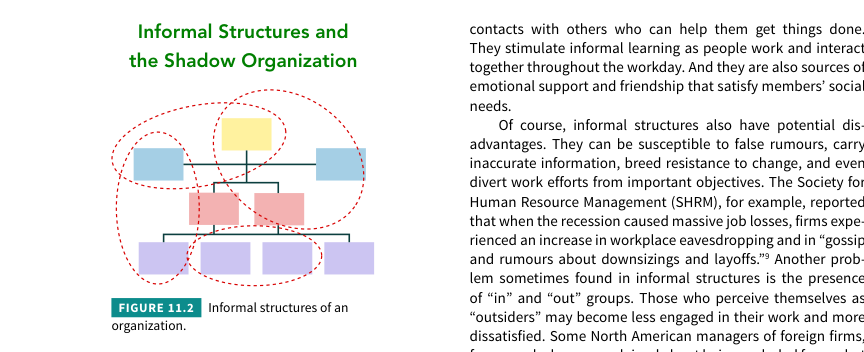 Informal Structures and
the Shadow Organization
FIGURE 11.2 Informal structures of an
organization.
contacts with others who can help them get things done.
They stimulate informal learning as people work and interact
together throughout the workday. And they are also sources of
emotional support and friendship that satisfy members’ social
needs.
Of course, informal structures also have potential dis-
advantages. They can be susceptible to false rumours, carry
inaccurate information, breed resistance to change, and even
divert work efforts from important objectives. The Society for
Human Resource Management (SHRM), for example, reported
that when the recession caused massive job losses, firms expe-
rienced an increase in workplace eavesdropping and in “gossip
and rumours about downsizings and layoffs.”⁹ Another prob-
lem sometimes found in informal structures is the presence
of “in” and “out” groups. Those who perceive themselves as
“outsiders” may become less engaged in their work and more
dissatisfied. Some North American managers of foreign firms,